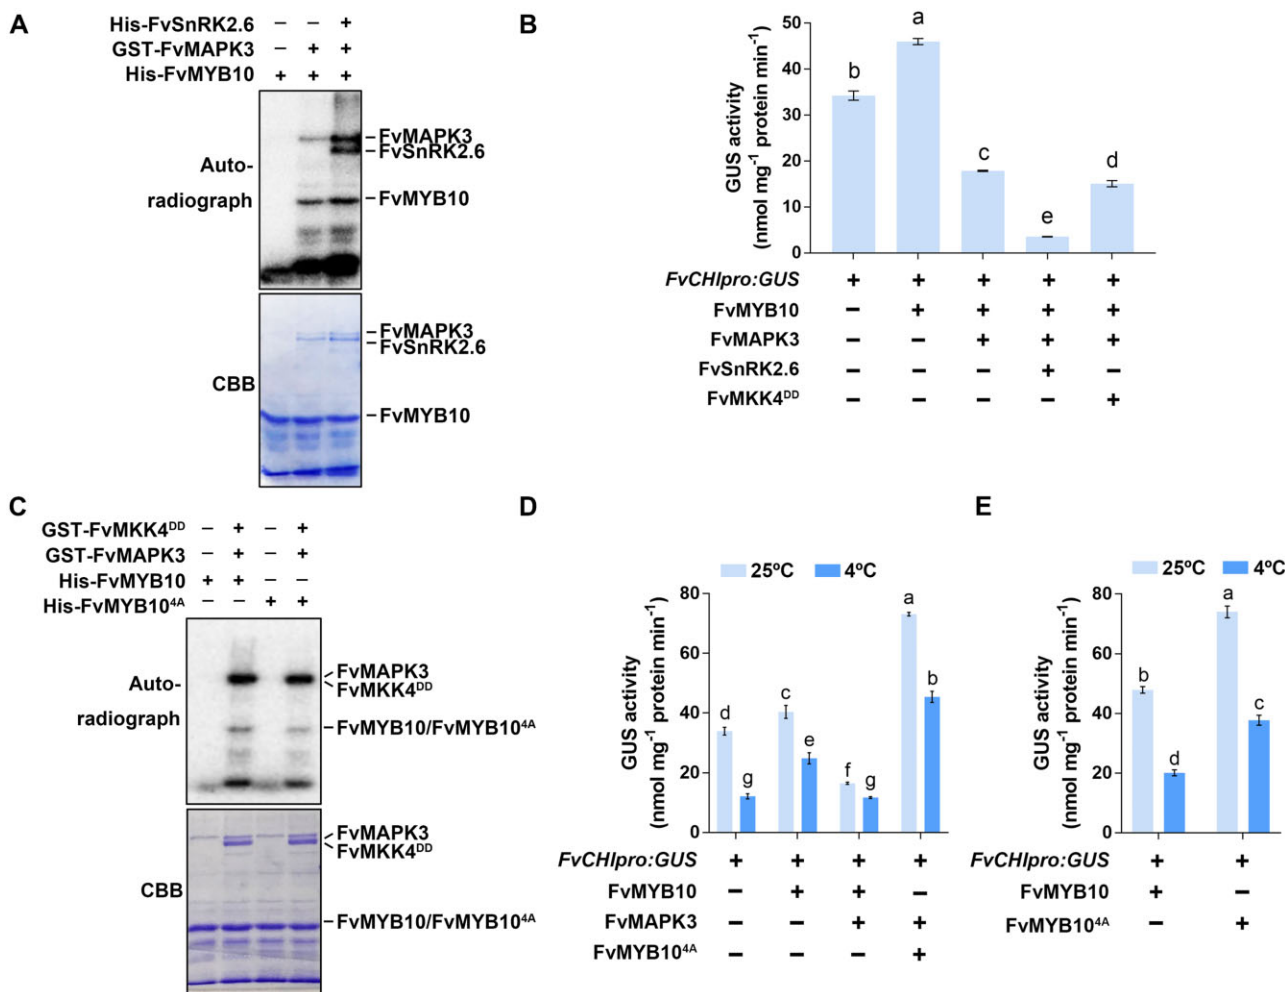 A
His-FvSnRK2.6 – – +
GST-FvMAPK3 – + +
His-FvMYB10 + + +
Auto-
radiograph
FvMAPK3
FvSnRK2.6
FvMYB10
CBB
FvMAPK3
FvSnRK2.6
FvMYB10
B
GUS activity
(nmol mg⁻¹ protein min⁻¹)
50
40
30
20
10
0
b a c e d
FvCHIpro:GUS + + + + +
FvMYB10 – + + + +
FvMAPK3 – – + + +
FvSnRK2.6 – – – + –
FvMKK4ᴰᴰ – – – – +
C
GST-FvMKK4ᴰᴰ – + – +
GST-FvMAPK3 – + – +
His-FvMYB10 + + – –
His-FvMYB10⁴ᴬ – – + +
Auto-
radiograph
FvMAPK3
FvMKK4ᴰᴰ
FvMYB10/FvMYB10⁴ᴬ
CBB
FvMAPK3
FvMKK4ᴰᴰ
FvMYB10/FvMYB10⁴ᴬ
D
25ºC 4ºC
GUS activity
(nmol mg⁻¹ protein min⁻¹)
80
60
40
20
0
d g c e f g a b
FvCHIpro:GUS + + + +
FvMYB10 – + + –
FvMAPK3 – – + +
FvMYB10⁴ᴬ – – – +
E
25ºC 4ºC
GUS activity
(nmol mg⁻¹ protein min⁻¹)
80
60
40
20
0
b d a c
FvCHIpro:GUS + +
FvMYB10 + –
FvMYB10⁴ᴬ – +